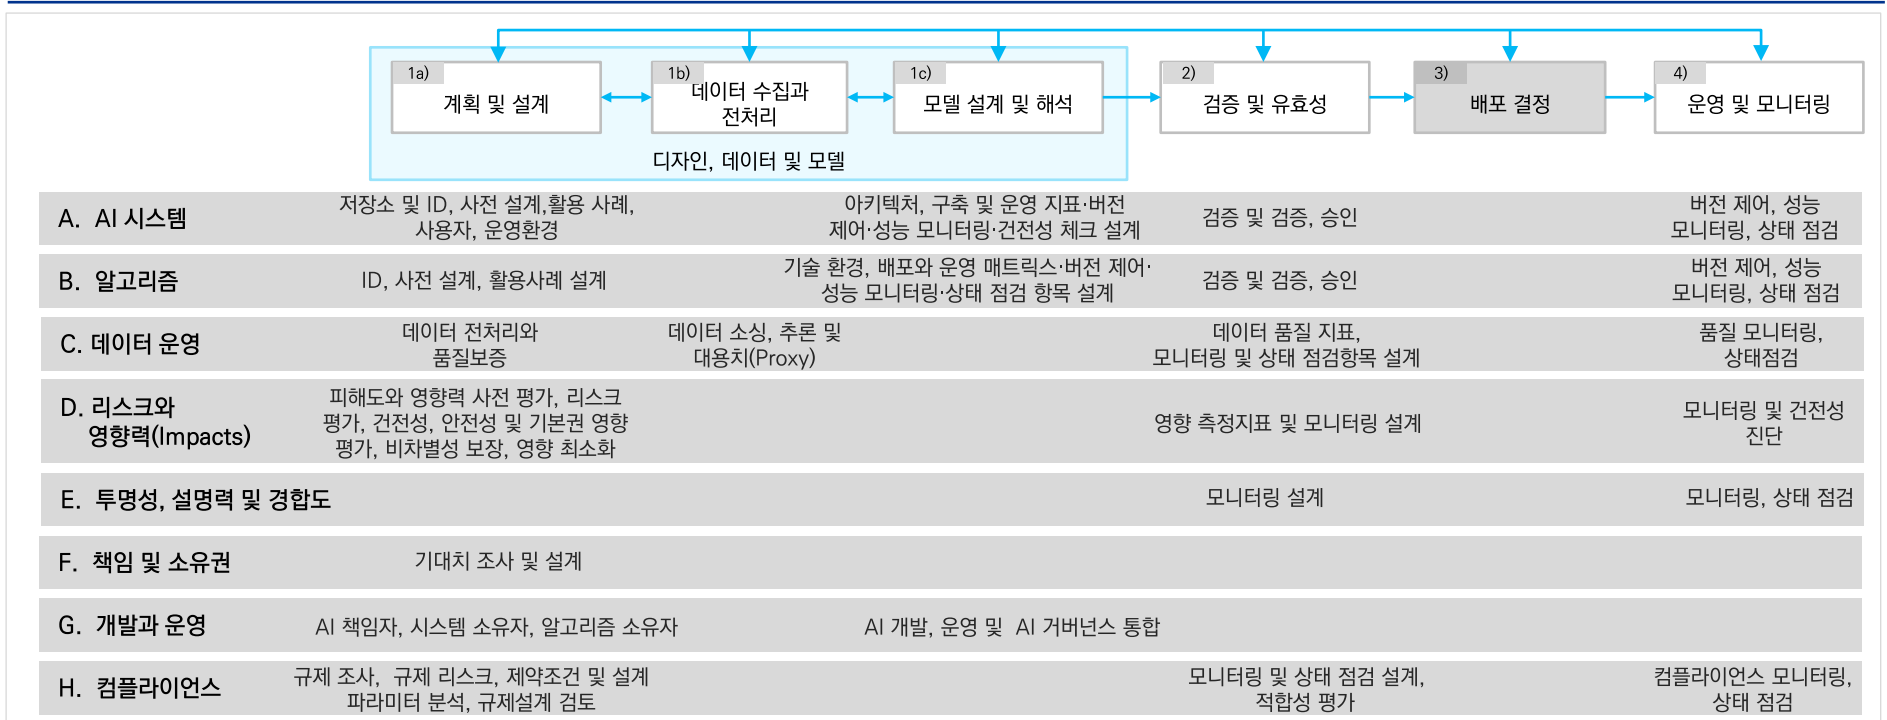 1a)
계획 및 설계
1b)
데이터 수집과
전처리
1c)
모델 설계 및 해석
2)
검증 및 유효성
3)
배포 결정
4)
운영 및 모니터링
디자인, 데이터 및 모델
A. AI 시스템
저장소 및 ID, 사전 설계,활용 사례,
사용자, 운영환경
아키텍처, 구축 및 운영 지표·버전
제어·성능 모니터링·건전성 체크 설계
검증 및 검증, 승인
버전 제어, 성능
모니터링, 상태 점검
B. 알고리즘
ID, 사전 설계, 활용사례 설계
기술 환경, 배포와 운영 매트릭스·버전 제어·
성능 모니터링·상태 점검 항목 설계
검증 및 검증, 승인
버전 제어, 성능
모니터링, 상태 점검
C. 데이터 운영
데이터 전처리와
품질보증
데이터 소싱, 추론 및
대용치(Proxy)
데이터 품질 지표,
모니터링 및 상태 점검항목 설계
품질 모니터링,
상태점검
D. 리스크와
영향력(Impacts)
피해도와 영향력 사전 평가, 리스크
평가, 건전성, 안전성 및 기본권 영향
평가, 비차별성 보장, 영향 최소화
영향 측정지표 및 모니터링 설계
모니터링 및 건전성
진단
E. 투명성, 설명력 및 경합도
모니터링 설계
모니터링, 상태 점검
F. 책임 및 소유권
기대치 조사 및 설계
G. 개발과 운영
AI 책임자, 시스템 소유자, 알고리즘 소유자
AI 개발, 운영 및 AI 거버넌스 통합
H. 컴플라이언스
규제 조사, 규제 리스크, 제약조건 및 설계
파라미터 분석, 규제설계 검토
모니터링 및 상태 점검 설계,
적합성 평가
컴플라이언스 모니터링,
상태 점검